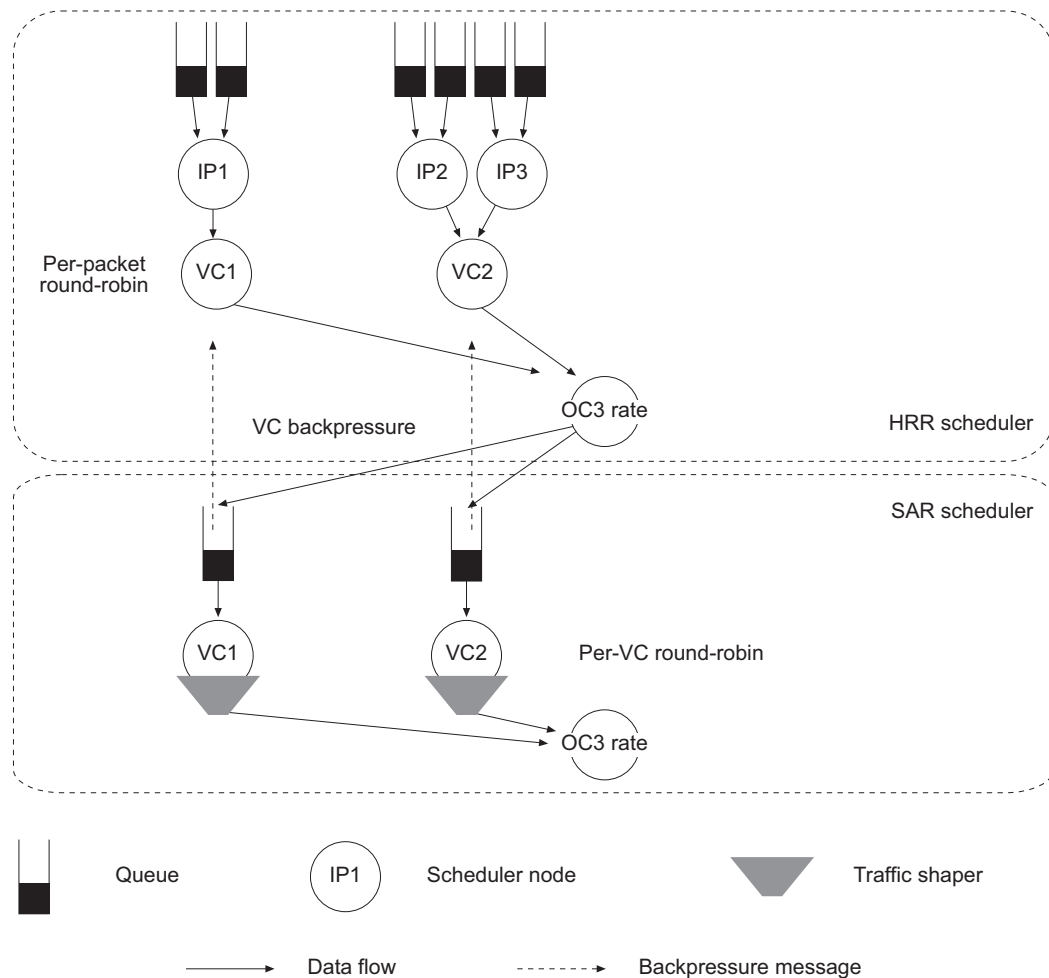 IP1
IP2
IP3
Per-packet
round-robin
VC1
VC2
OC3 rate
VC backpressure
HRR scheduler
SAR scheduler
VC1
VC2
Per-VC round-robin
OC3 rate
Queue
IP1
Scheduler node
Traffic shaper
Data flow
Backpressure message